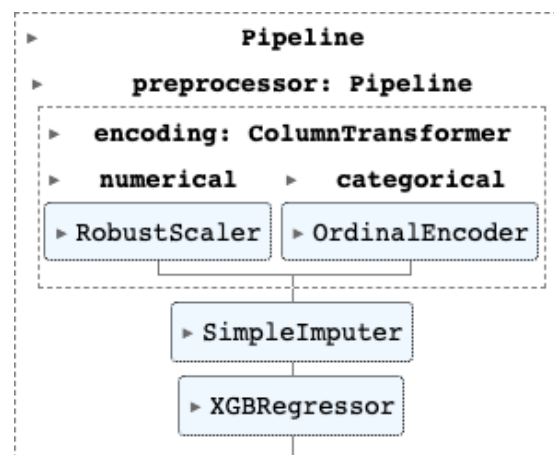 Pipeline
preprocessor: Pipeline
encoding: ColumnTransformer
numerical categorical
RobustScaler OrdinalEncoder
SimpleImputer
XGBRegressor